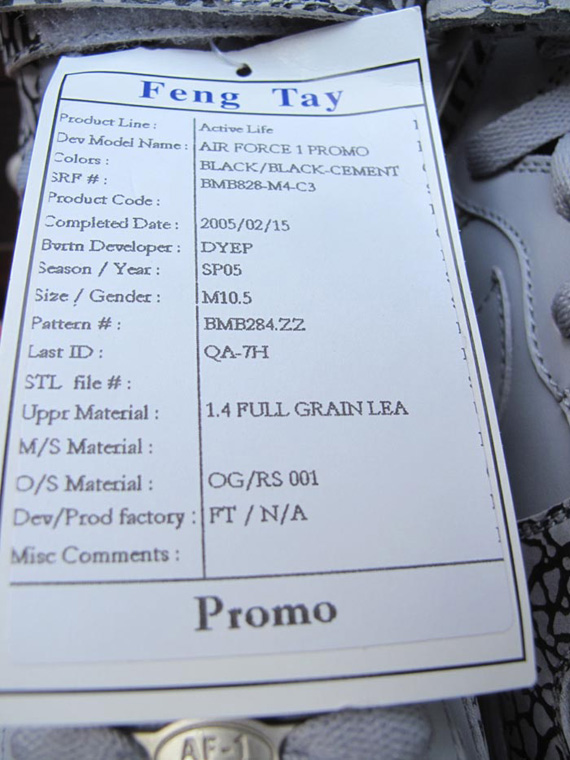 Feng Tay
Product Line : Active Life
Dev Model Name : AIR FORCE 1 PROMO
Colors : BLACK/BLACK-CEMENT
SRF # : BMB828-M4-C3
Product Code :
Completed Date : 2005/02/15
Bvrtn Developer : DYEP
Season / Year : SP05
Size / Gender : M10.5
Pattern # : BMB284.ZZ
Last ID : QA-7H
STL file # :
Uppr Material : 1.4 FULL GRAIN LEA
M/S Material :
O/S Material : OG/RS 001
Dev/Prod factory : FT / N/A
Misc Comments :
Promo
AF-1